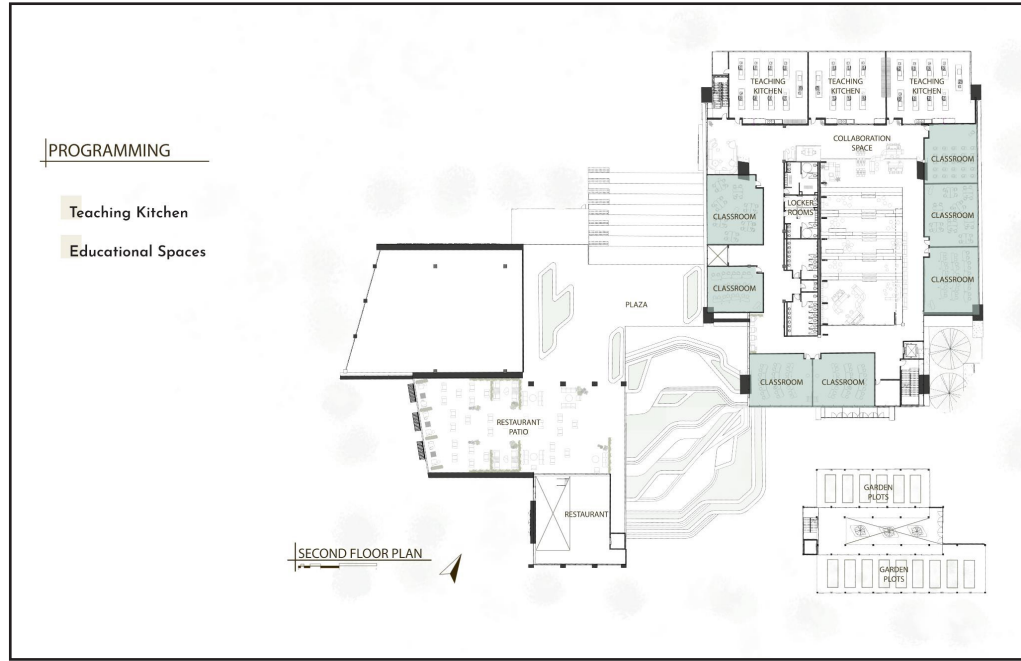 PROGRAMMING
Teaching Kitchen
Educational Spaces
TEACHING
KITCHEN
TEACHING
KITCHEN
TEACHING
KITCHEN
COLLABORATION
SPACE
CLASSROOM
CLASSROOM
LOCKER
ROOMS
CLASSROOM
CLASSROOM
CLASSROOM
CLASSROOM
PLAZA
CLASSROOM
CLASSROOM
RESTAURANT
PATIO
RESTAURANT
GARDEN
PLOTS
GARDEN
PLOTS
SECOND FLOOR PLAN